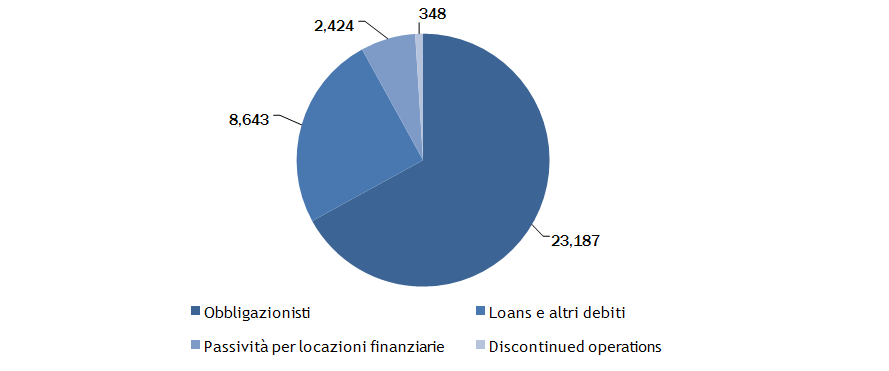 348
2,424
8,643
23,187
Obbligazionisti
Loans e altri debiti
Passività per locazioni finanziarie
Discontinued operations